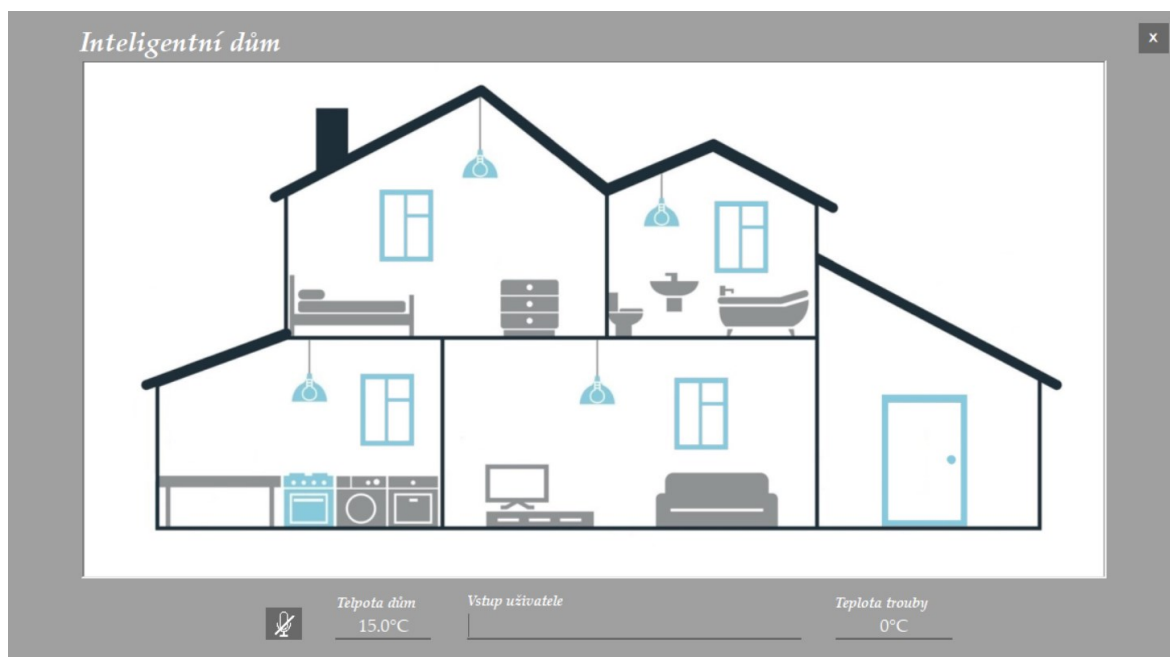 Inteligentní dům
x
Telpota dům
15.0°C
Vstup uživatele
Teplota trouby
0°C